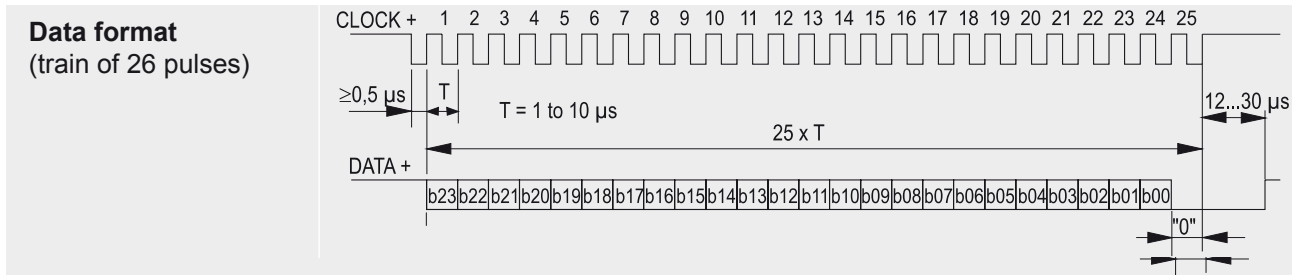 Data format
(train of 26 pulses)
CLOCK + 1 2 3 4 5 6 7 8 9 10 11 12 13 14 15 16 17 18 19 20 21 22 23 24 25
≥0,5 µs T
T = 1 to 10 µs
12...30 µs
25 x T
DATA +
b23 b22 b21 b20 b19 b18 b17 b16 b15 b14 b13 b12 b11 b10 b09 b08 b07 b06 b05 b04 b03 b02 b01 b00
"0"